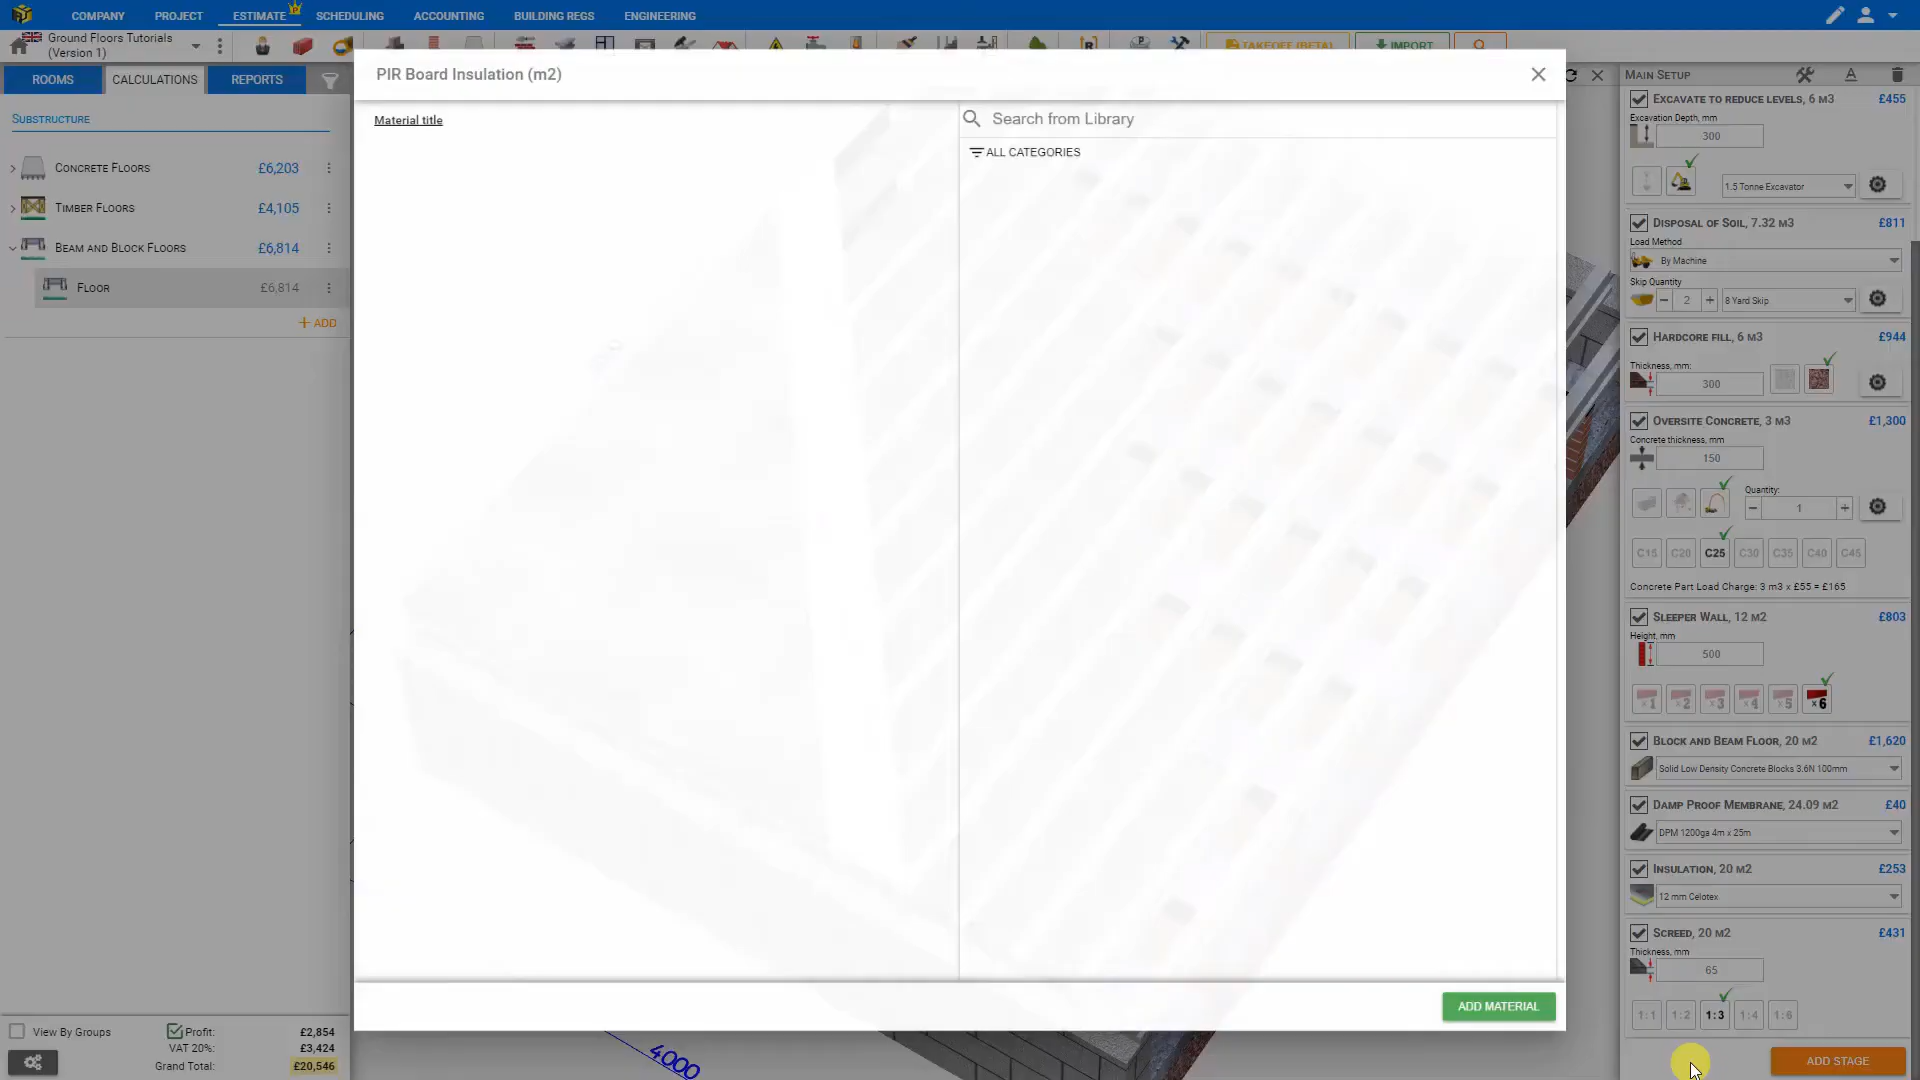 COMPANY PROJECT ESTIMATE SCHEDULING ACCOUNTING BUILDING REGS ENGINEERING
Ground Floors Tutorials
(Version 1)
TAKEOFF (BETA) IMPORT
ROOMS CALCULATIONS REPORTS
SUBSTRUCTURE
CONCRETE FLOORS £6,203
TIMBER FLOORS £4,105
BEAM AND BLOCK FLOORS £6,814
FLOOR £6,814
+ ADD
View By Groups Profit: £2,854
VAT 20%: £3,424
Grand Total: £20,546
PIR Board Insulation (m2)
Material title
Search from Library
ALL CATEGORIES
ADD MATERIAL
4000
MAIN SETUP
EXCAVATE TO REDUCE LEVELS, 6 M3 £455
Excavation Depth, mm
300
1.5 Tonne Excavator
DISPOSAL OF SOIL, 7.32 M3 £811
Load Method
By Machine
Skip Quantity
2 8 Yard Skip
HARDCORE FILL, 6 M3 £944
Thickness, mm:
300
OVERSITE CONCRETE, 3 M3 £1,300
Concrete thickness, mm
150
Quantity:
1
C15 C20 C25 C30 C35 C40 C45
Concrete Part Load Charge: 3 m3 x £55 = £165
SLEEPER WALL, 12 M2 £803
Height, mm
500
x1 x2 x3 x4 x5 x6
BLOCK AND BEAM FLOOR, 20 M2 £1,620
Solid Low Density Concrete Blocks 3.6N 100mm
DAMP PROOF MEMBRANE, 24.09 M2 £40
DPM 1200ga 4m x 25m
INSULATION, 20 M2 £253
12 mm Celotex
SCREED, 20 M2 £431
Thickness, mm
65
1:1 1:2 1:3 1:4 1:6
ADD STAGE